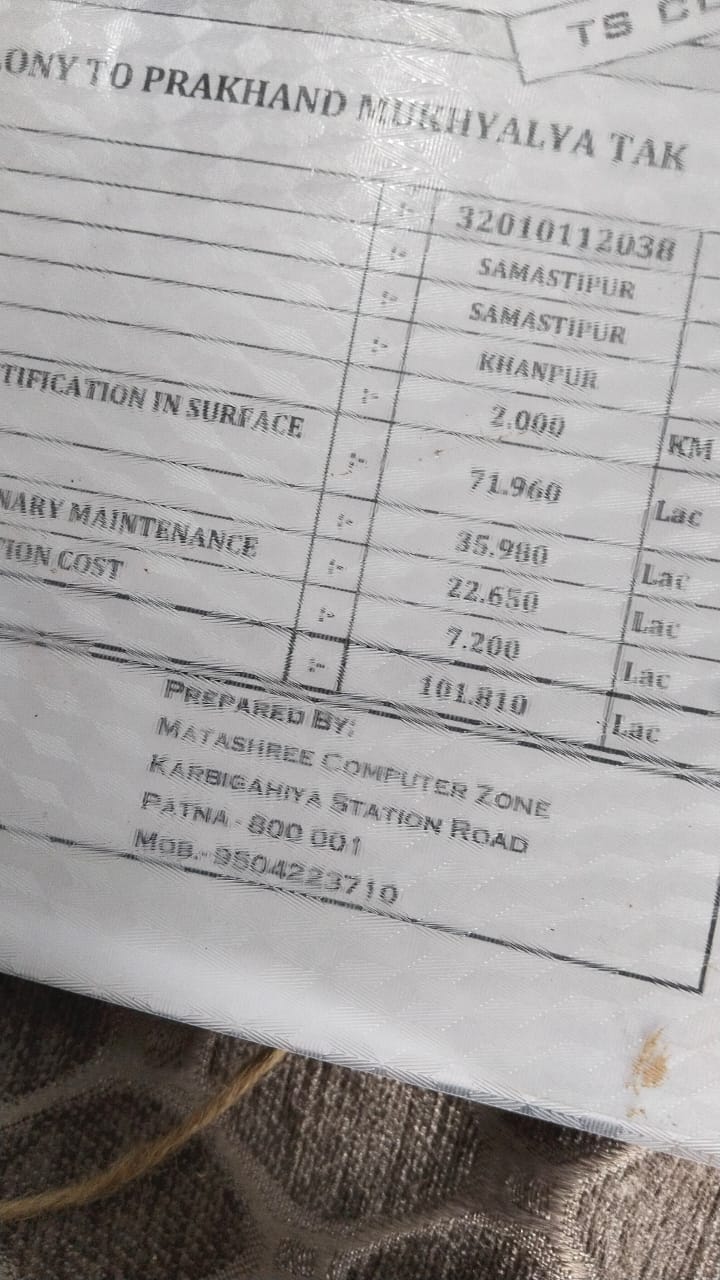 TS CL
LONY TO PRAKHAND MUKHYALYA TAK
:- 32010112038
:- SAMASTIPUR
:- SAMASTIPUR
:- KHANPUR
:- 2.000 KM
TIFICATION IN SURFACE :- 71.960 Lac
:- 35.980 Lac
NARY MAINTENANCE :- 22.650 Lac
TION COST :- 7.200 Lac
:- 101.810 Lac
PREPARED BY:
MATASHREE COMPUTER ZONE
KARBIGAHIYA STATION ROAD
PATNA - 800 001
MOB.- 9504223710